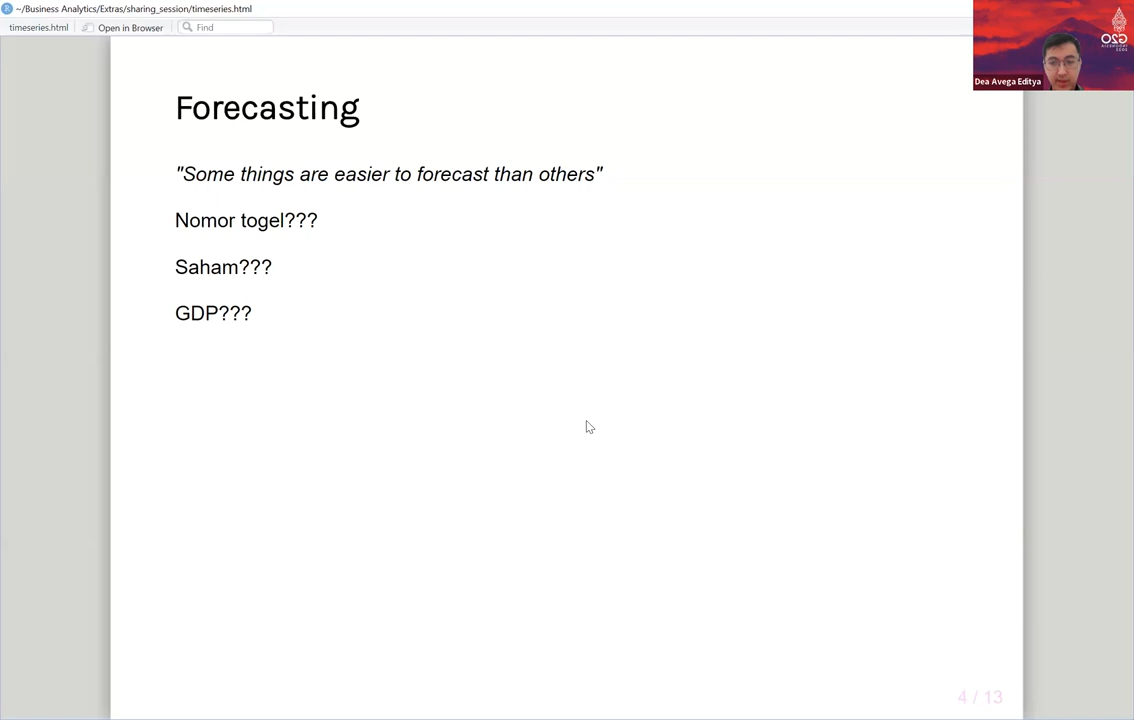 ~/Business Analytics/Extras/sharing_session/timeseries.html
timeseries.html
Open in Browser
Find
Dea Avega Editya
Forecasting
"Some things are easier to forecast than others"
Nomor togel???
Saham???
GDP???
4 / 13